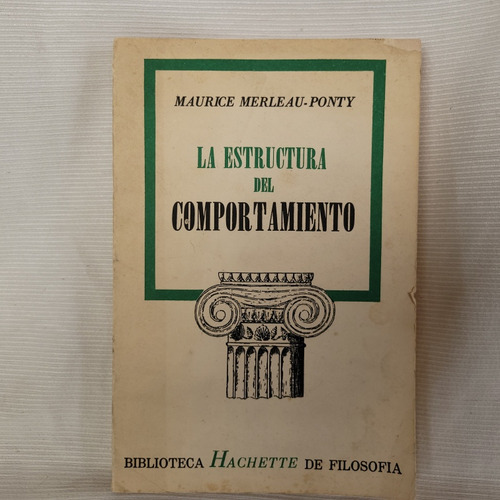 MAURICE MERLEAU-PONTY
LA ESTRUCTURA
DEL
COMPORTAMIENTO
BIBLIOTECA HACHETTE DE FILOSOFIA